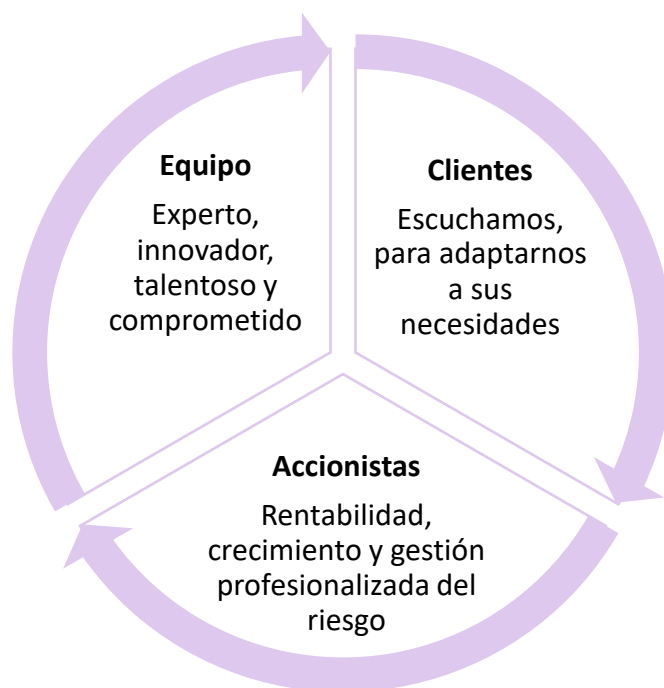 Equipo
Experto,
innovador,
talentoso y
comprometido
Clientes
Escuchamos,
para adaptarnos
a sus
necesidades
Accionistas
Rentabilidad,
crecimiento y gestión
profesionalizada del
riesgo